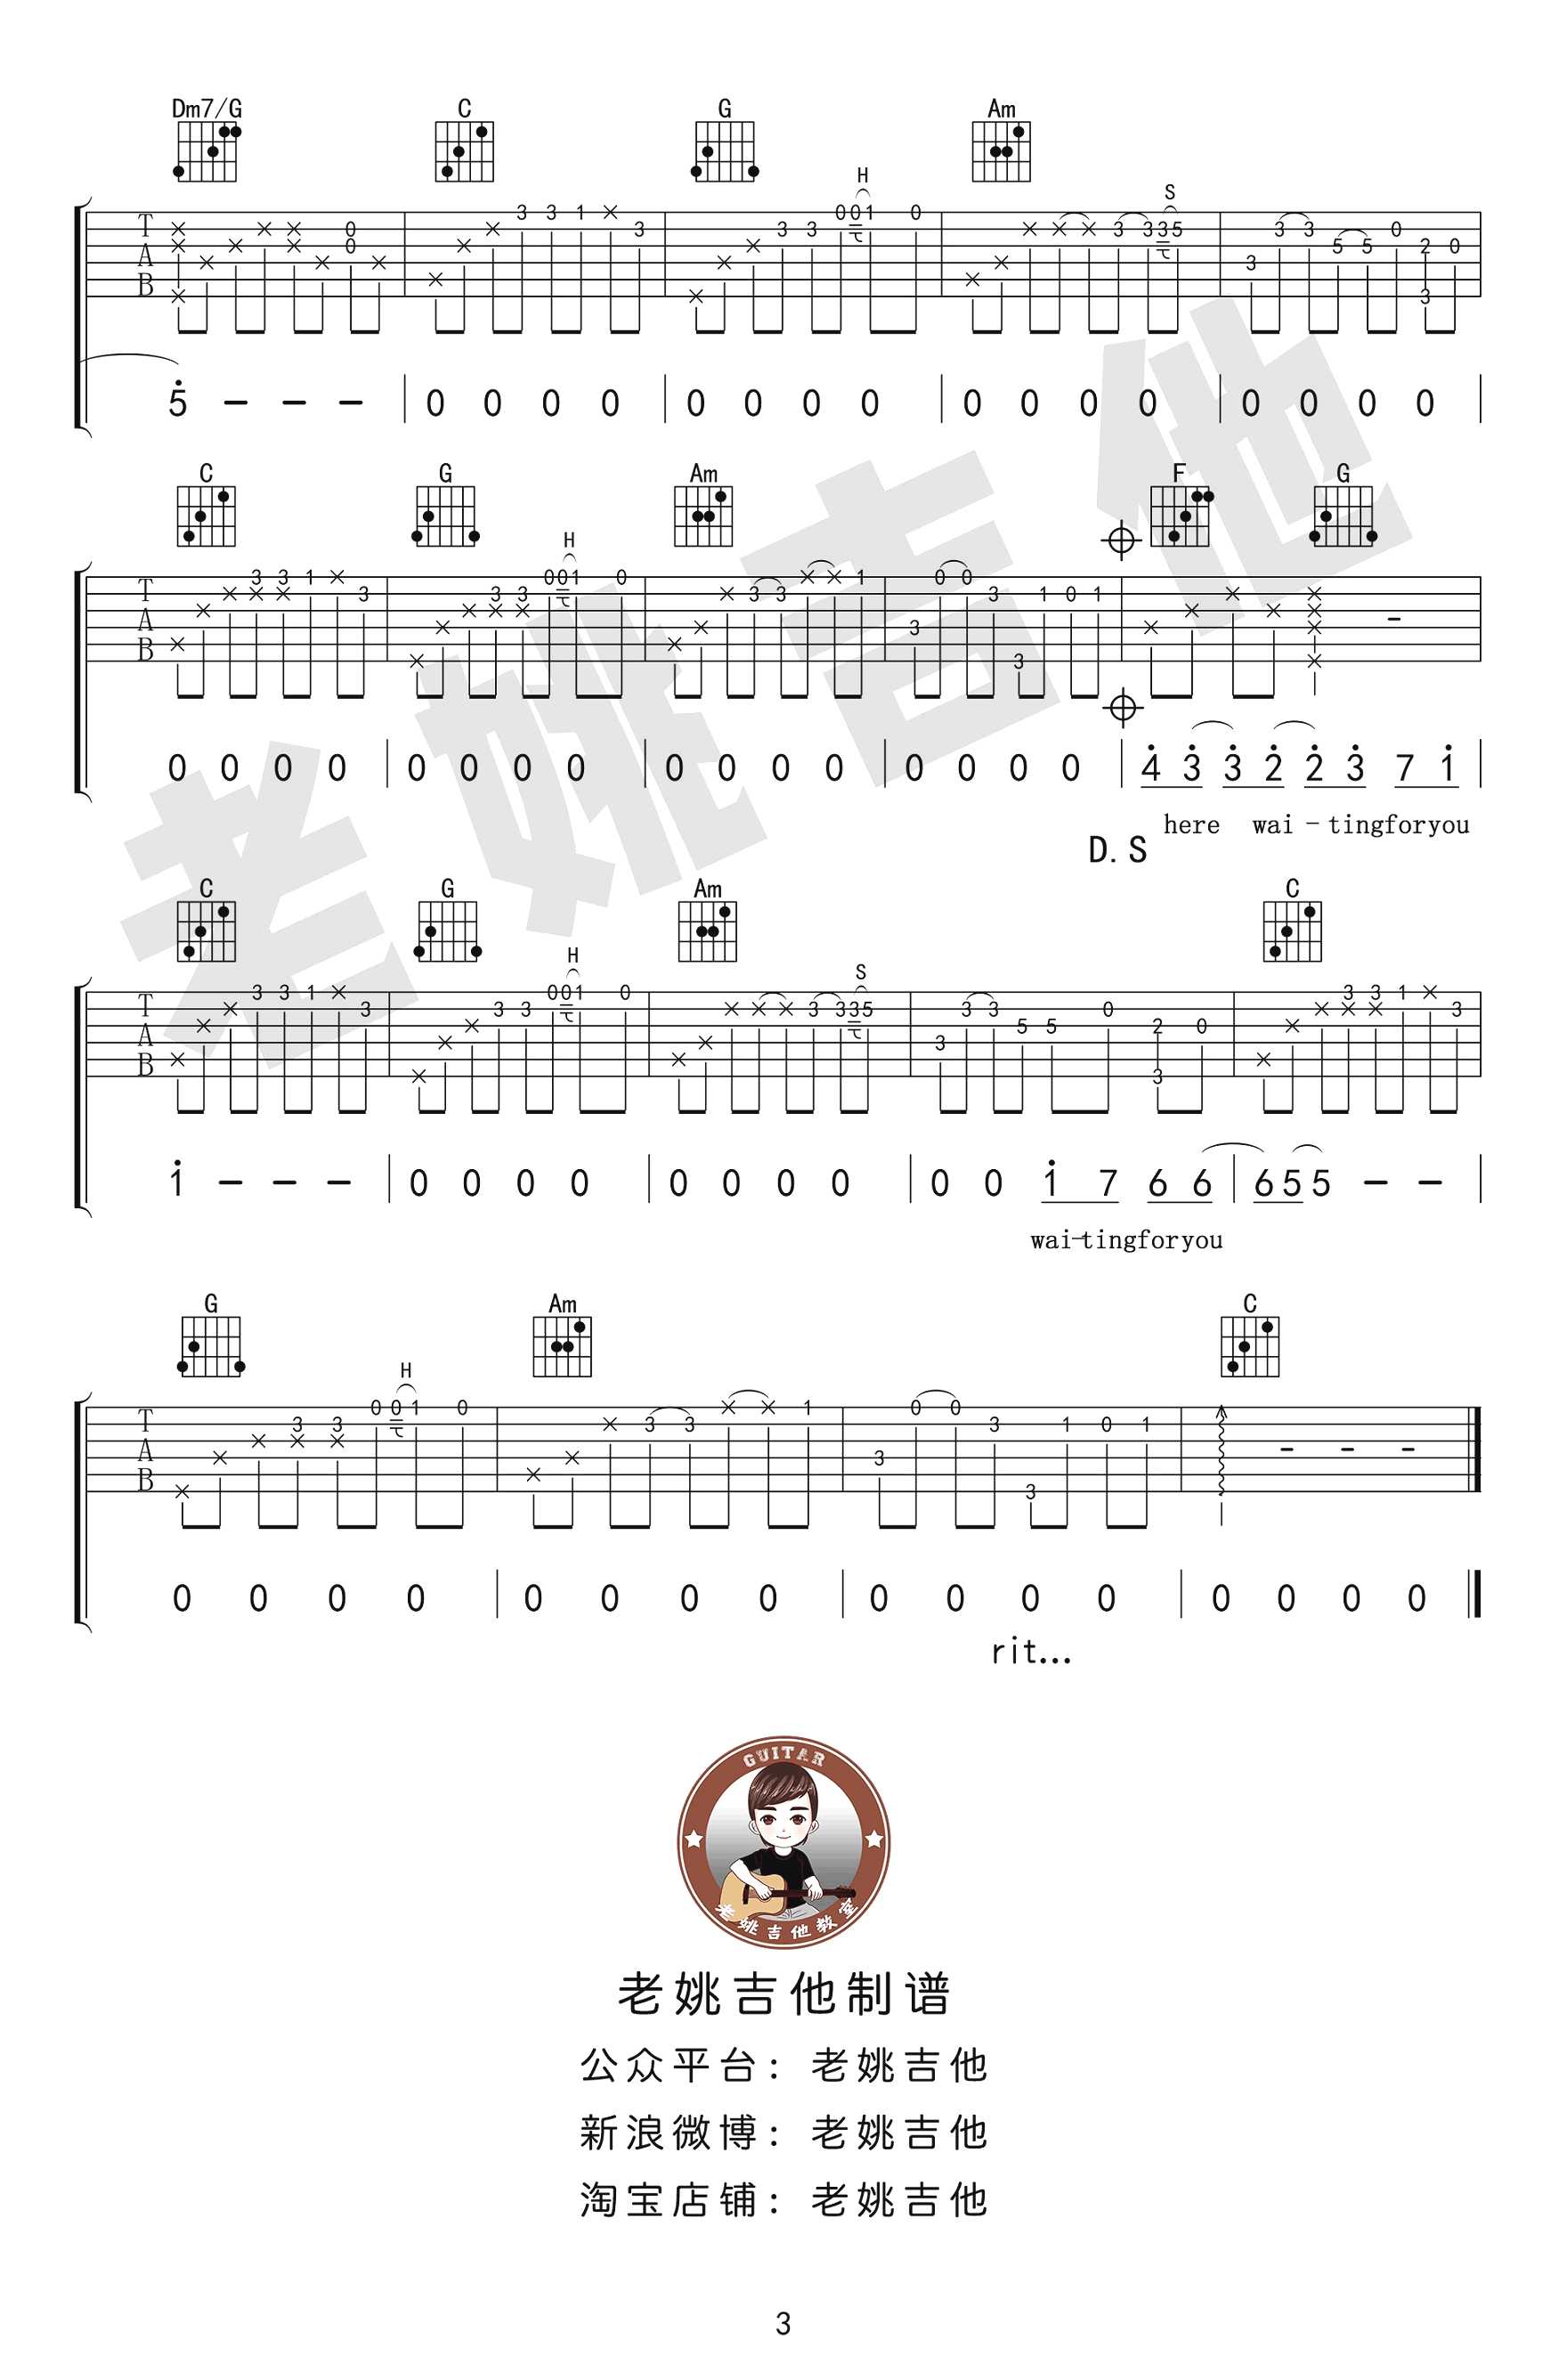 Dm7/G C G Am
H S
T 3 3 1 3 3 3 0 0 1 0 3 3 3 5 3 3 0
A 0 0 5 5 2 0
B 3 3
5 - - - 0 0 0 0 0 0 0 0 0 0 0 0 0 0 0 0
C G Am F G
H
T 3 3 1 3 3 3 0 0 1 0 3 3 1 0 0 3 1 0 1
A 3
B 3
0 0 0 0 0 0 0 0 0 0 0 0 0 0 0 0 4 3 3 2 2 3 7 1
here wai-tingforyou
D.S
C G Am C
H S
T 3 3 1 3 3 3 0 0 1 0 3 3 3 5 3 3 0 3 3 1 3
A 3 5 5 2 0
B 3
1 - - - 0 0 0 0 0 0 0 0 0 0 1 7 6 6 6 5 5 - -
wai-tingforyou
G Am C
H
T 3 3 0 0 1 0 3 3 1 0 0 3 1 0 1
A 3 - - -
B 3
0 0 0 0 0 0 0 0 0 0 0 0 0 0 0 0
rit...
老姚吉他
GUITAR
老姚吉他教室
老姚吉他制谱
公众平台：老姚吉他
新浪微博：老姚吉他
淘宝店铺：老姚吉他
3